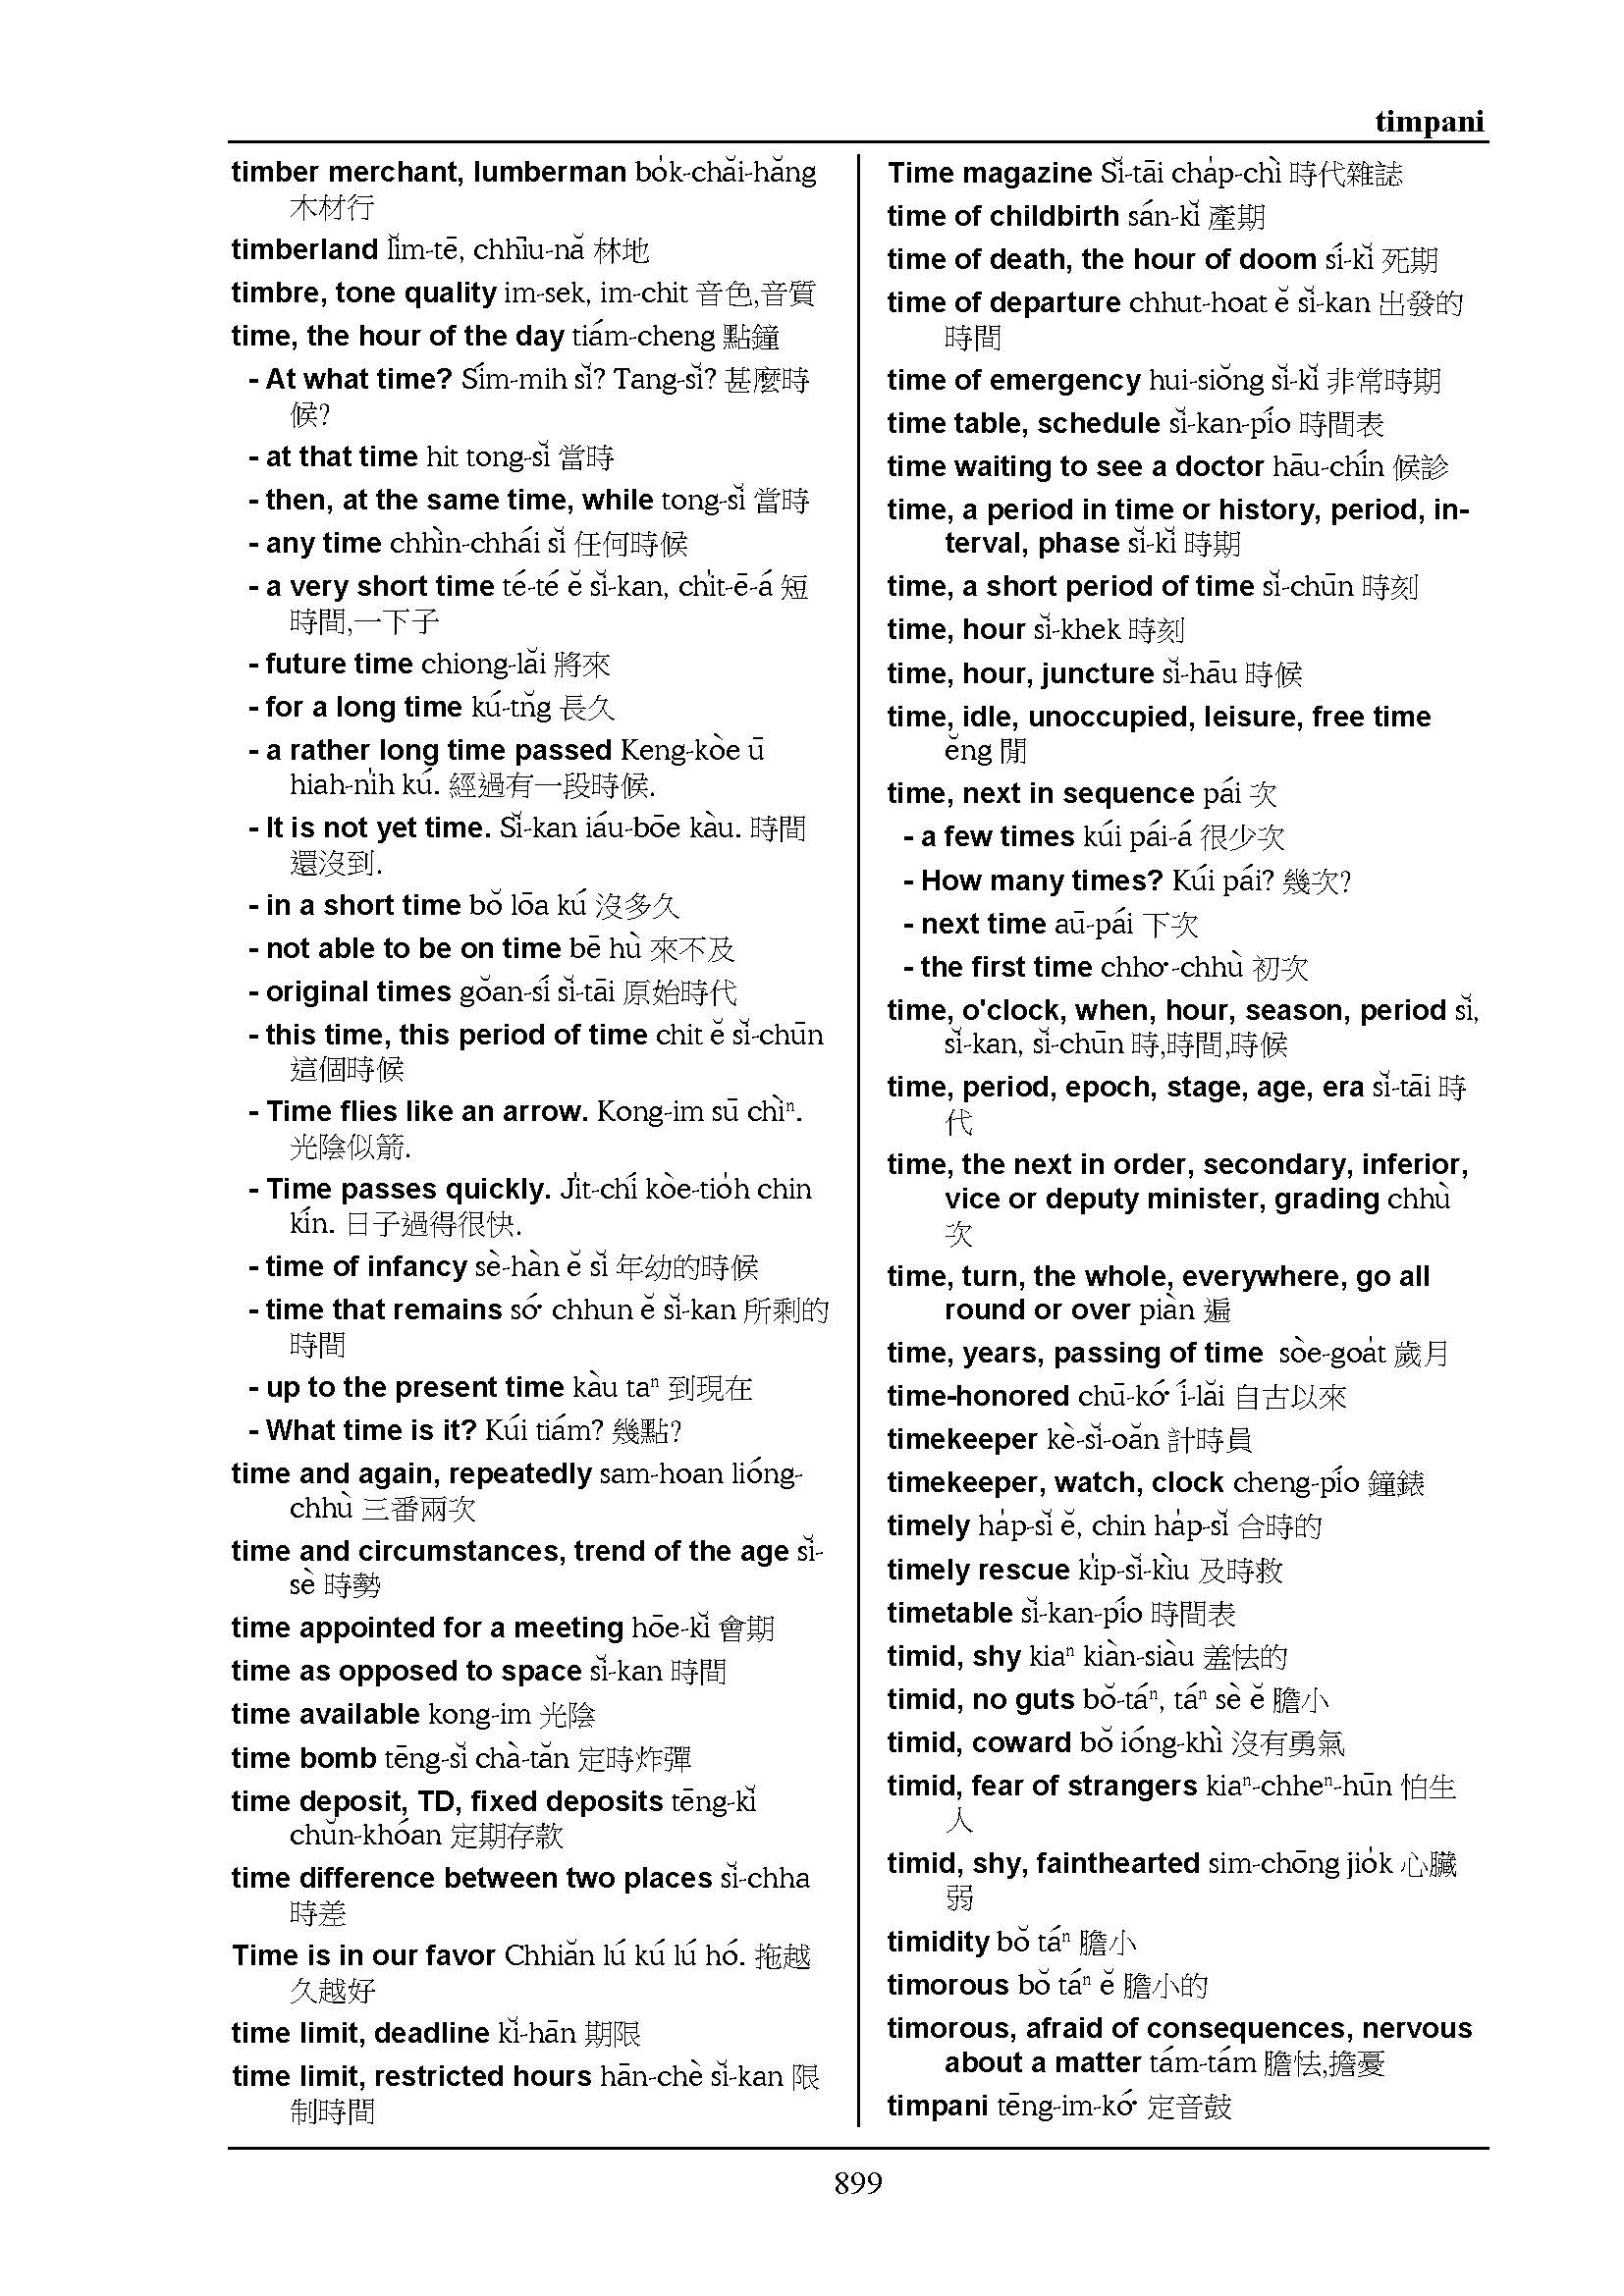 timpani
timber merchant, lumberman bo̍k-chăi-hăng
木材行
timberland lĭm-tē, chhīu-nă 林地
timbre, tone quality im-sek, im-chit 音色,音質
time, the hour of the day tiám-cheng 點鐘
- At what time? Sím-mih sĭ? Tang-sĭ? 甚麼時
候?
- at that time hit tong-sĭ 當時
- then, at the same time, while tong-sĭ 當時
- any time chhìn-chhái sĭ 任何時候
- a very short time té-té ĕ sĭ-kan, chi̍t-ē-á 短
時間,一下子
- future time chiong-lăi 將來
- for a long time kú-tn̆g 長久
- a rather long time passed Keng-kòe ū
hiah-ni̍h kú. 經過有一段時候.
- It is not yet time. Sĭ-kan iáu-bōe kàu. 時間
還沒到.
- in a short time bŏ lōa kú 沒多久
- not able to be on time bē hù 來不及
- original times gŏan-sí sĭ-tāi 原始時代
- this time, this period of time chit ĕ sĭ-chūn
這個時候
- Time flies like an arrow. Kong-im sū chìⁿ.
光陰似箭.
- Time passes quickly. Ji̍t-chí kòe-tio̍h chin
kín. 日子過得很快.
- time of infancy sè-hàn ĕ sĭ 年幼的時候
- time that remains só͘ chhun ĕ sĭ-kan 所剩的
時間
- up to the present time kàu taⁿ 到現在
- What time is it? Kúi tiám? 幾點?
time and again, repeatedly sam-hoan lióng-
chhù 三番兩次
time and circumstances, trend of the age sĭ-
sè 時勢
time appointed for a meeting hōe-kĭ 會期
time as opposed to space sĭ-kan 時間
time available kong-im 光陰
time bomb tēng-sĭ chà-tăn 定時炸彈
time deposit, TD, fixed deposits tēng-kĭ
chŭn-khóan 定期存款
time difference between two places sĭ-chha
時差
Time is in our favor Chhiăn lú kú lú hó. 拖越
久越好
time limit, deadline kĭ-hān 期限
time limit, restricted hours hān-chè sĭ-kan 限
制時間
Time magazine Sĭ-tāi cha̍p-chì 時代雜誌
time of childbirth sán-kĭ 產期
time of death, the hour of doom sí-kĭ 死期
time of departure chhut-hoat ĕ sĭ-kan 出發的
時間
time of emergency hui-siŏng sĭ-kĭ 非常時期
time table, schedule sĭ-kan-pío 時間表
time waiting to see a doctor hāu-chín 候診
time, a period in time or history, period, in-
terval, phase sĭ-kĭ 時期
time, a short period of time sĭ-chūn 時刻
time, hour sĭ-khek 時刻
time, hour, juncture sĭ-hāu 時候
time, idle, unoccupied, leisure, free time
ĕng 閒
time, next in sequence pái 次
- a few times kúi pái-á 很少次
- How many times? Kúi pái? 幾次?
- next time aū-pái 下次
- the first time chho͘-chhù 初次
time, o'clock, when, hour, season, period sĭ,
sĭ-kan, sĭ-chūn 時,時間,時候
time, period, epoch, stage, age, era sĭ-tāi 時
代
time, the next in order, secondary, inferior,
vice or deputy minister, grading chhù
次
time, turn, the whole, everywhere, go all
round or over piàn 遍
time, years, passing of time sòe-goa̍t 歲月
time-honored chū-kó͘ í-lăi 自古以來
timekeeper kè-sĭ-oăn 計時員
timekeeper, watch, clock cheng-pío 鐘錶
timely ha̍p-sĭ ĕ, chin ha̍p-sĭ 合時的
timely rescue ki̍p-sĭ-kìu 及時救
timetable sĭ-kan-pío 時間表
timid, shy kiaⁿ kiàn-siàu 羞怯的
timid, no guts bŏ-táⁿ, táⁿ sè ĕ 膽小
timid, coward bŏ ióng-khì 沒有勇氣
timid, fear of strangers kiaⁿ-chheⁿ-hūn 怕生
人
timid, shy, fainthearted sim-chōng jio̍k 心臟
弱
timidity bŏ táⁿ 膽小
timorous bŏ táⁿ ĕ 膽小的
timorous, afraid of consequences, nervous
about a matter tám-tám 膽怯,擔憂
timpani tēng-im-kó͘ 定音鼓
899